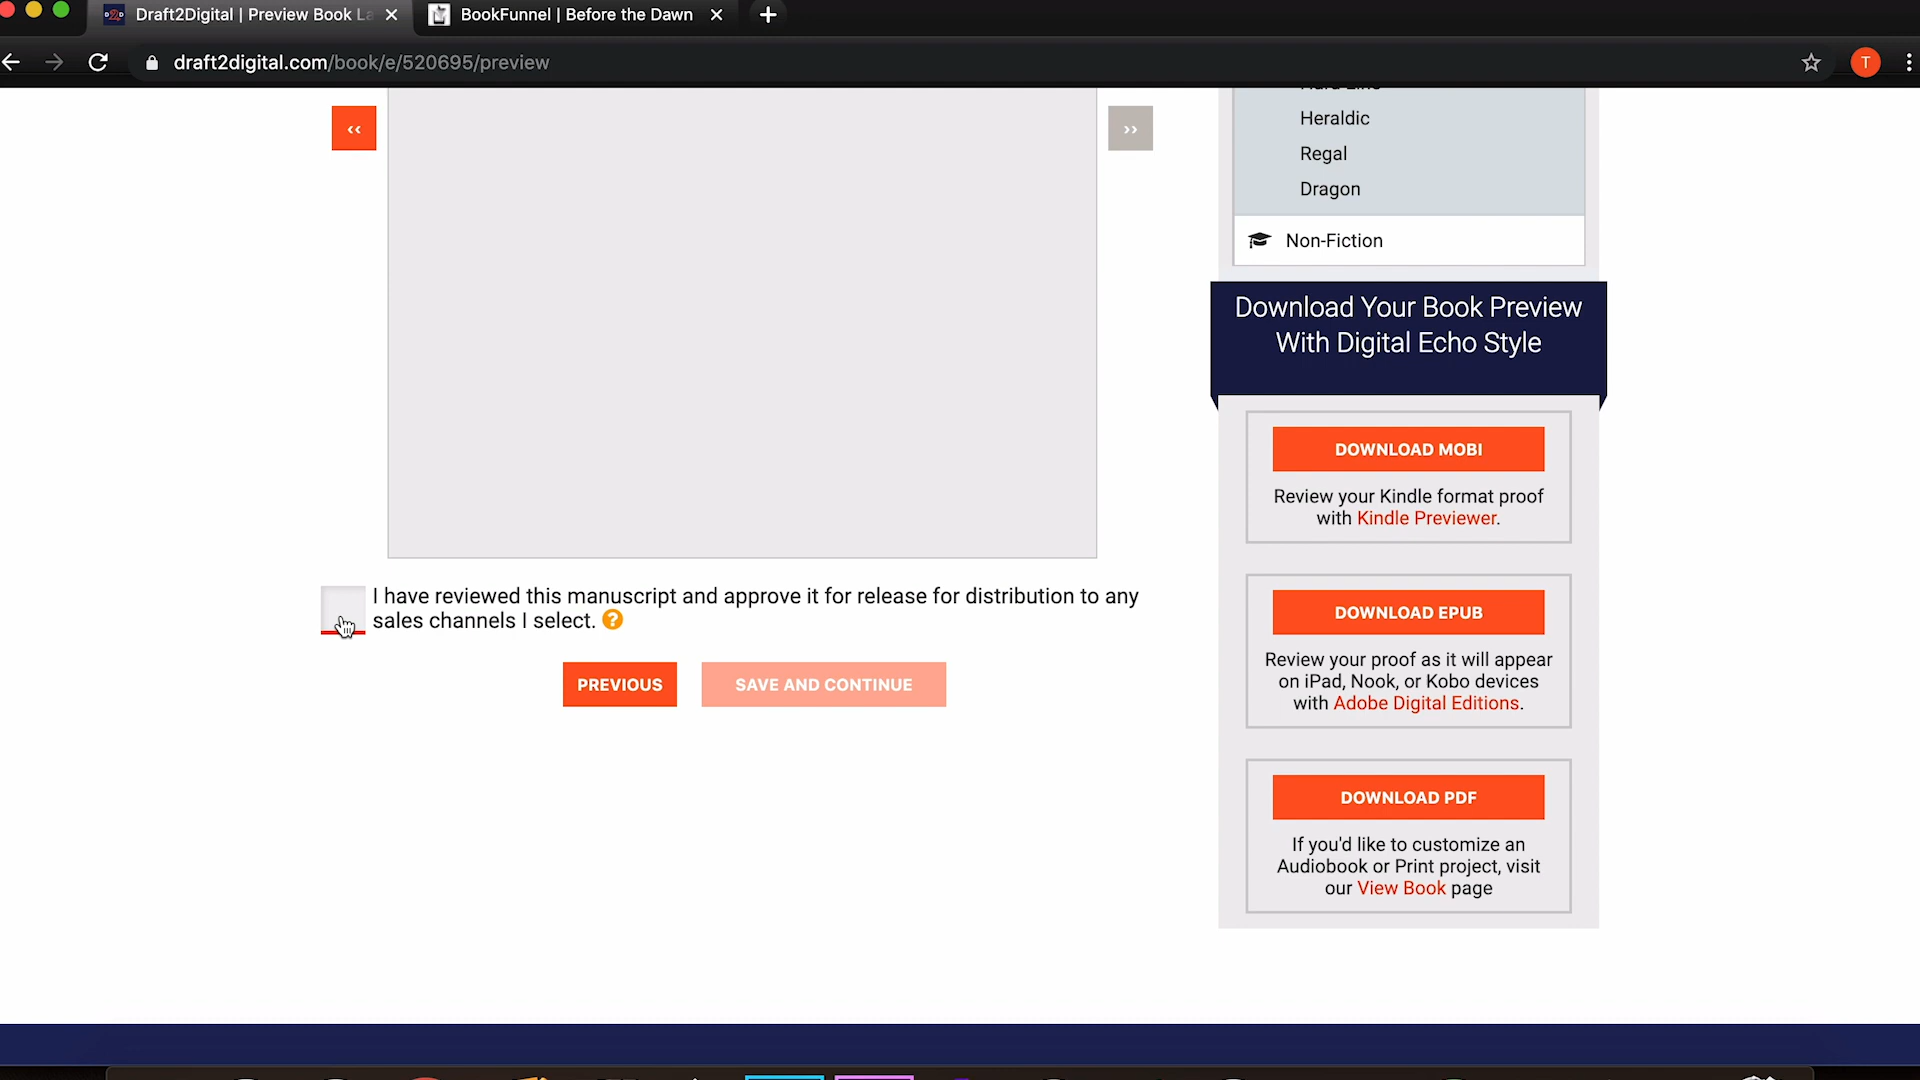 Draft2Digital | Preview Book La
BookFunnel | Before the Dawn
draft2digital.com/book/e/520695/preview
T
<<
>>
Heraldic
Regal
Dragon
Non-Fiction
Download Your Book Preview
With Digital Echo Style
DOWNLOAD MOBI
Review your Kindle format proof
with Kindle Previewer.
I have reviewed this manuscript and approve it for release for distribution to any
sales channels I select. ?
PREVIOUS
SAVE AND CONTINUE
DOWNLOAD EPUB
Review your proof as it will appear
on iPad, Nook, or Kobo devices
with Adobe Digital Editions.
DOWNLOAD PDF
If you'd like to customize an
Audiobook or Print project, visit
our View Book page